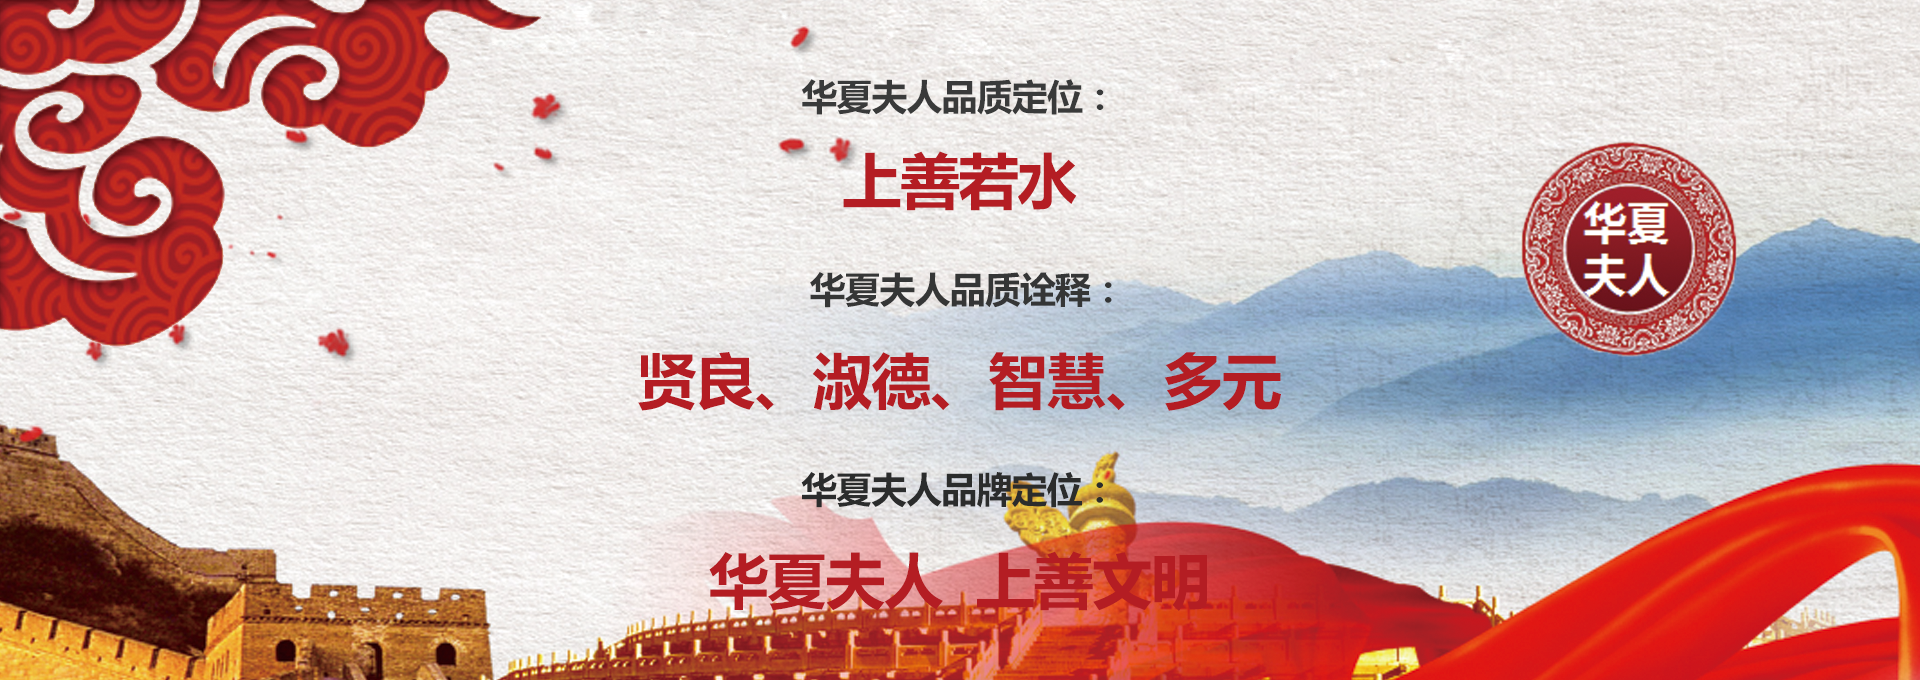 华夏夫人品质定位：
上善若水
华夏夫人品质诠释：
贤良、淑德、智慧、多元
华夏夫人品牌定位：
华夏夫人 上善文明
华夏
夫人